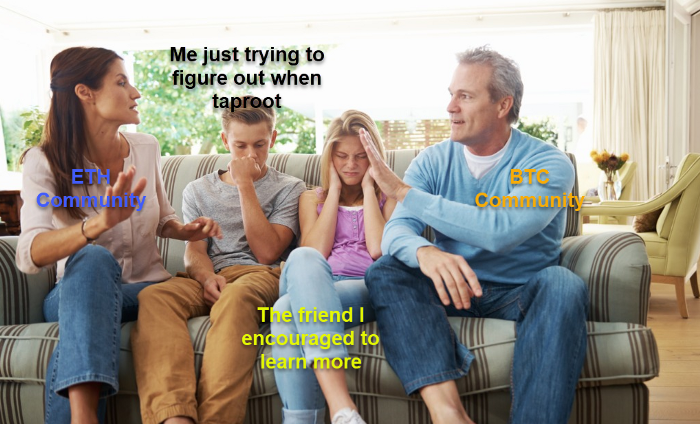 Me just trying to
figure out when
taproot
ETH
Community
BTC
Community
The friend I
encouraged to
learn more